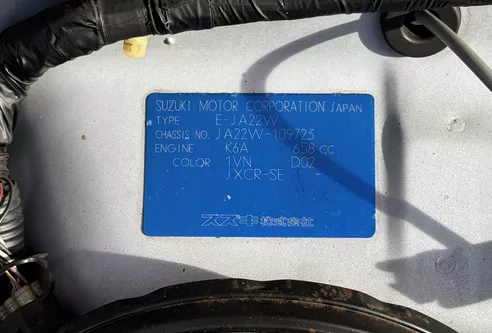 SUZUKI MOTOR CORPORATION JAPAN
TYPE E-JA22W
CHASSIS NO. JA22W-109723
ENGINE K6A 658 CC
COLOR 1VN D02
JXCR-SE
スズキ株式会社